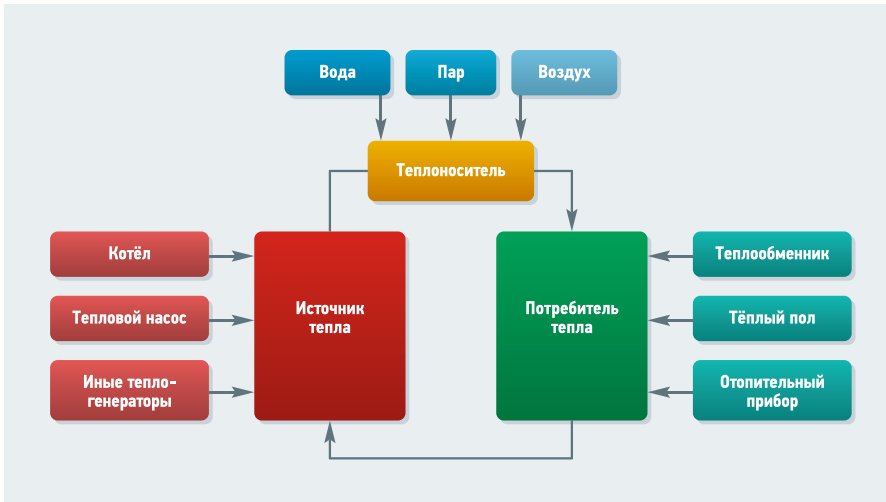 Вода
Пар
Воздух
Теплоноситель
Котёл
Тепловой насос
Иные тепло-
генераторы
Источник
тепла
Потребитель
тепла
Теплообменник
Тёплый пол
Отопительный
прибор